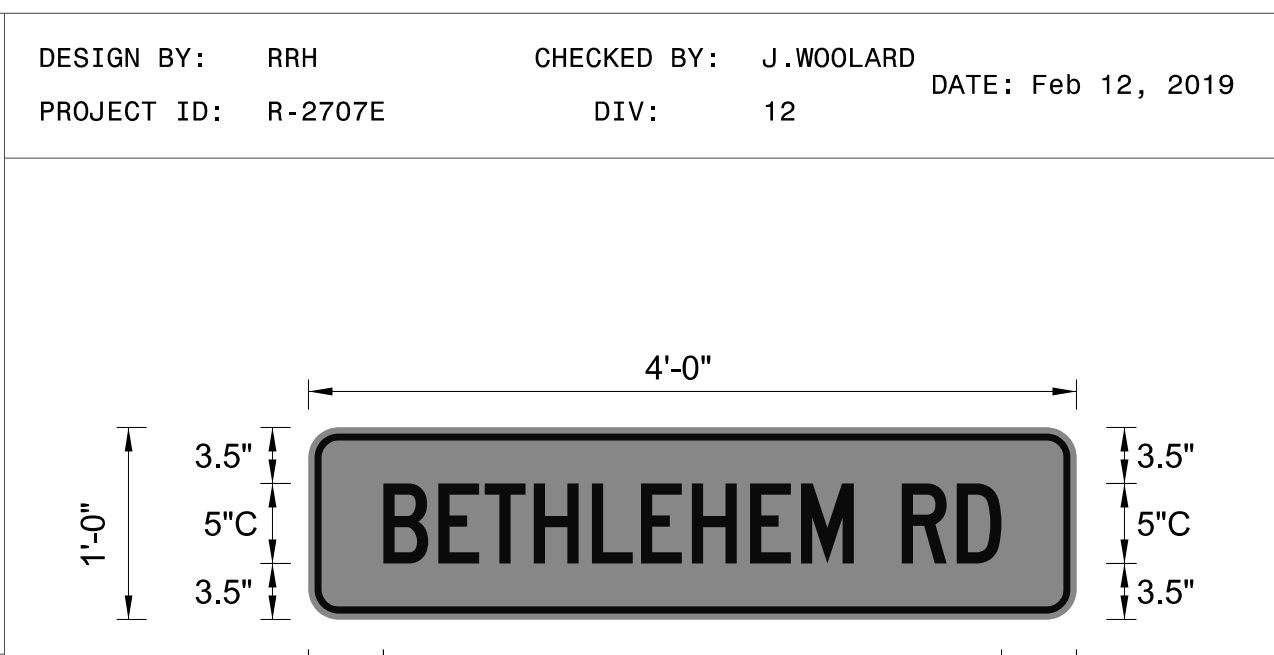 DESIGN BY: RRH CHECKED BY: J.WOOLARD
DATE: Feb 12, 2019
PROJECT ID: R-2707E DIV: 12
4'-0"
3.5" 3.5"
1'-0" 5"C BETHLEHEM RD 5"C
3.5" 3.5"